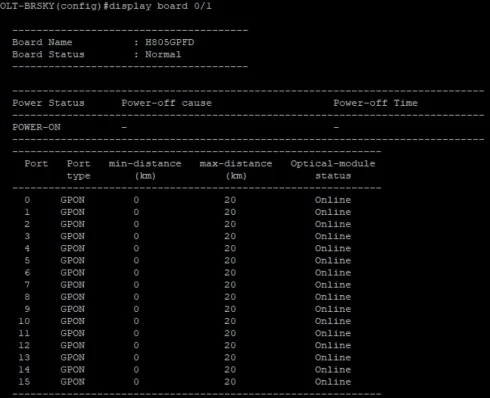 OLT-BRSKY(config)#display board 0/1
---------------------------------------
Board Name : H805GPFD
Board Status : Normal
---------------------------------------
-------------------------------------------------------------------------------
Power Status Power-off cause Power-off Time
-------------------------------------------------------------------------------
POWER-ON - -
-------------------------------------------------------------------------------
--------------------------------------------------------------
Port Port min-distance max-distance Optical-module
type (km) (km) status
--------------------------------------------------------------
0 GPON 0 20 Online
1 GPON 0 20 Online
2 GPON 0 20 Online
3 GPON 0 20 Online
4 GPON 0 20 Online
5 GPON 0 20 Online
6 GPON 0 20 Online
7 GPON 0 20 Online
8 GPON 0 20 Online
9 GPON 0 20 Online
10 GPON 0 20 Online
11 GPON 0 20 Online
12 GPON 0 20 Online
13 GPON 0 20 Online
14 GPON 0 20 Online
15 GPON 0 20 Online
--------------------------------------------------------------